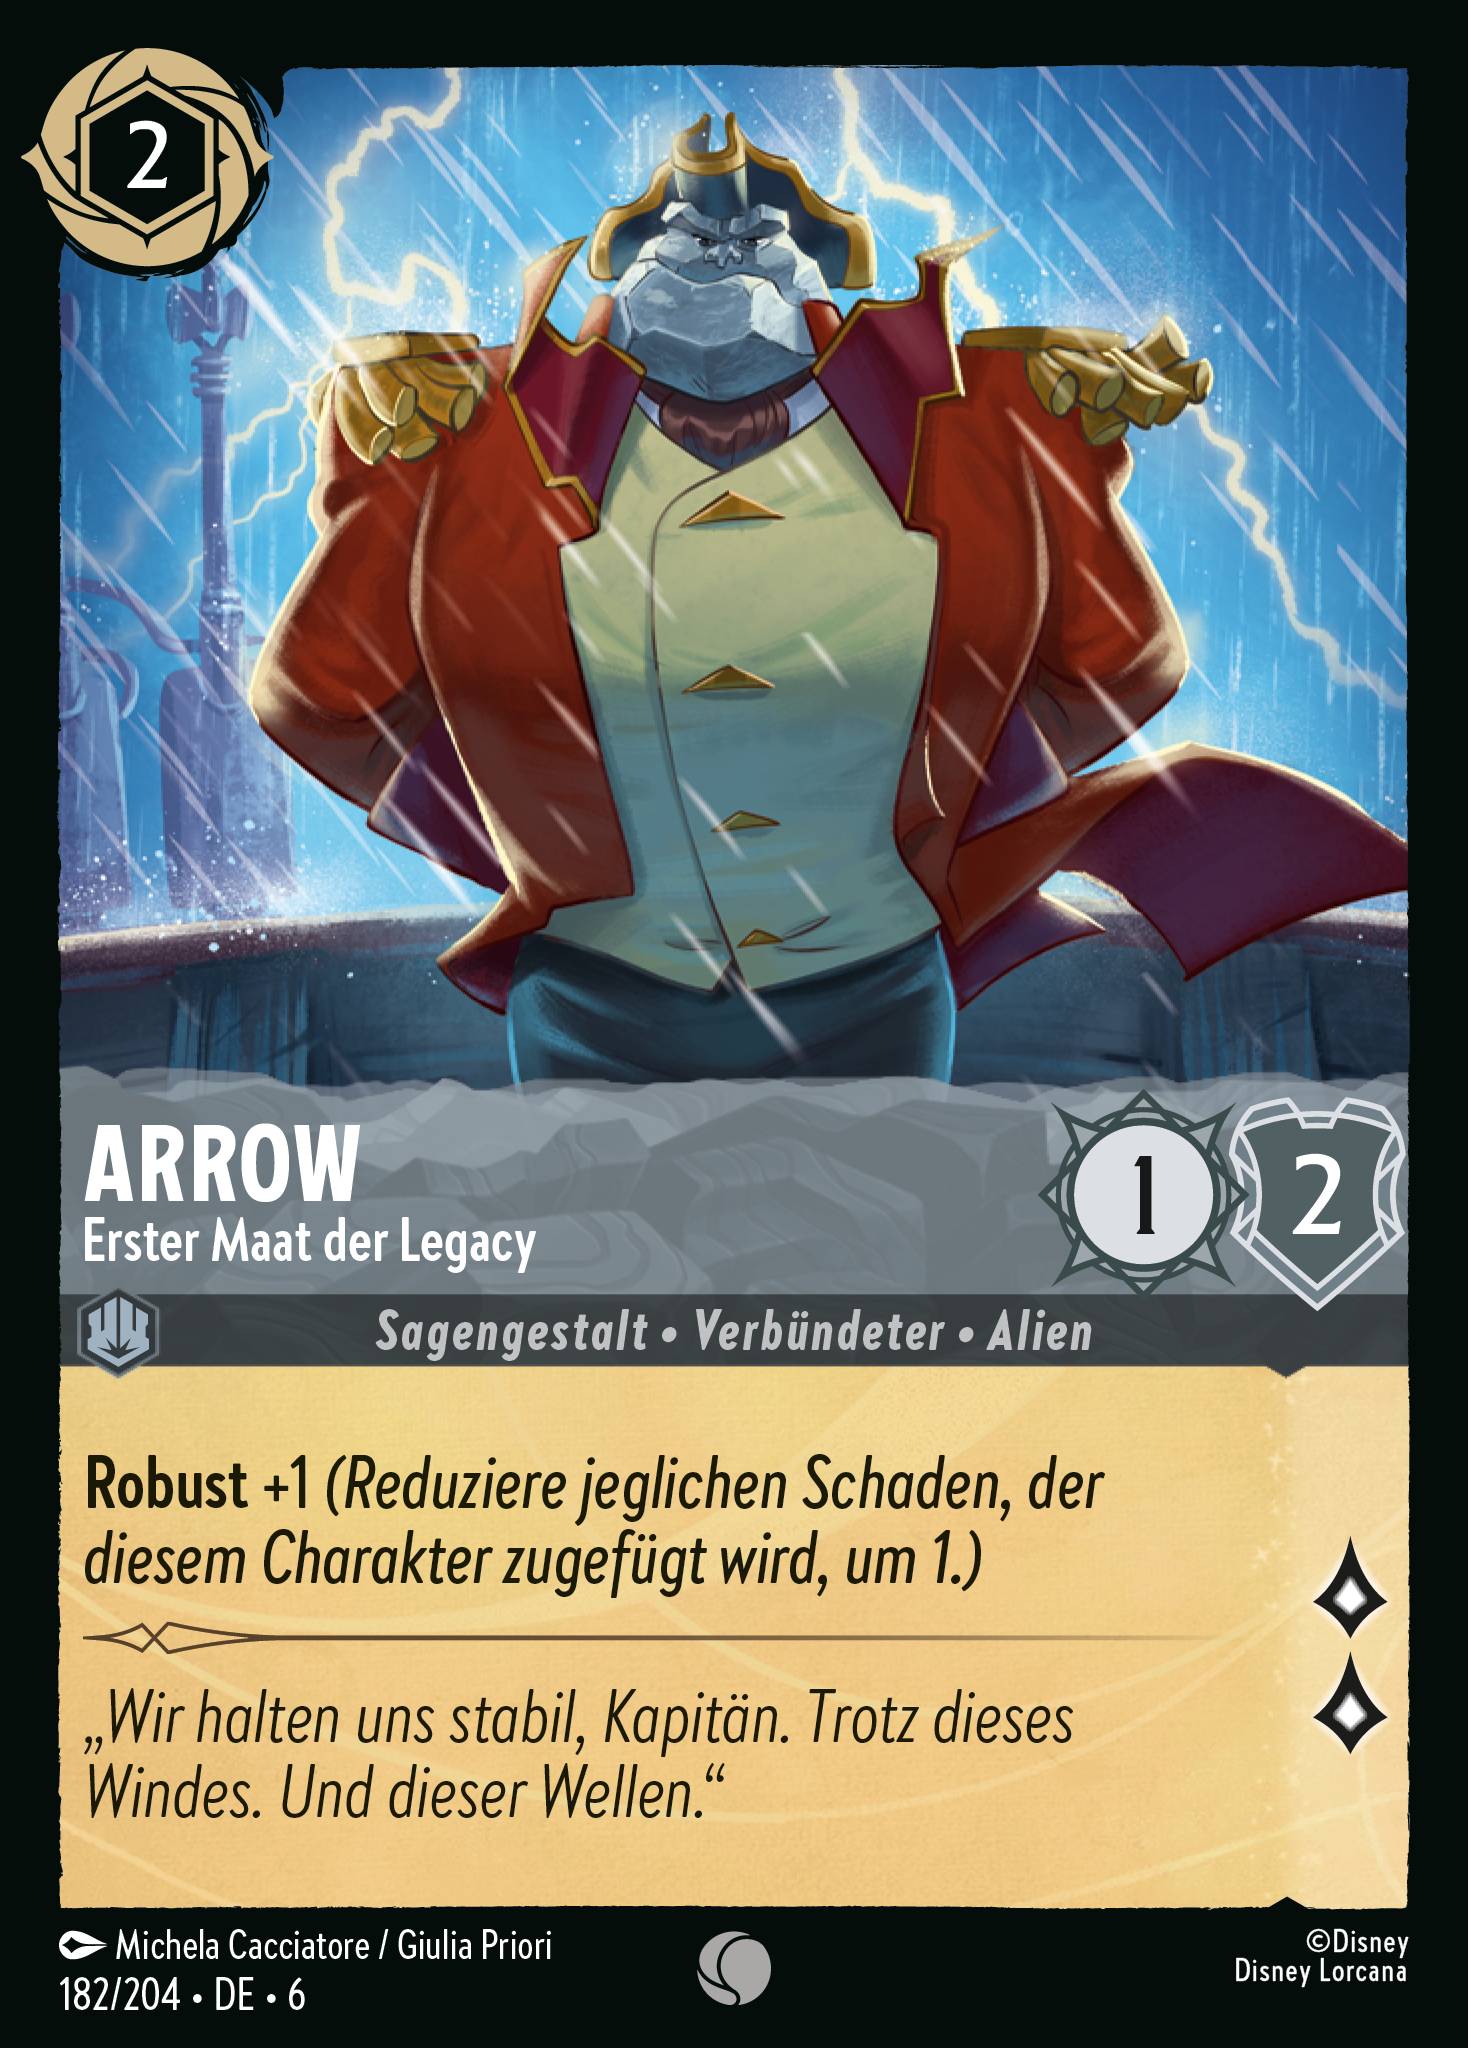 2
ARROW
Erster Maat der Legacy
1
2
Sagengestalt • Verbündeter • Alien
Robust +1 (Reduziere jeglichen Schaden, der
diesem Charakter zugefügt wird, um 1.)
„Wir halten uns stabil, Kapitän. Trotz dieses
Windes. Und dieser Wellen.“
Michela Cacciatore / Giulia Priori
182/204 • DE • 6
©Disney
Disney Lorcana